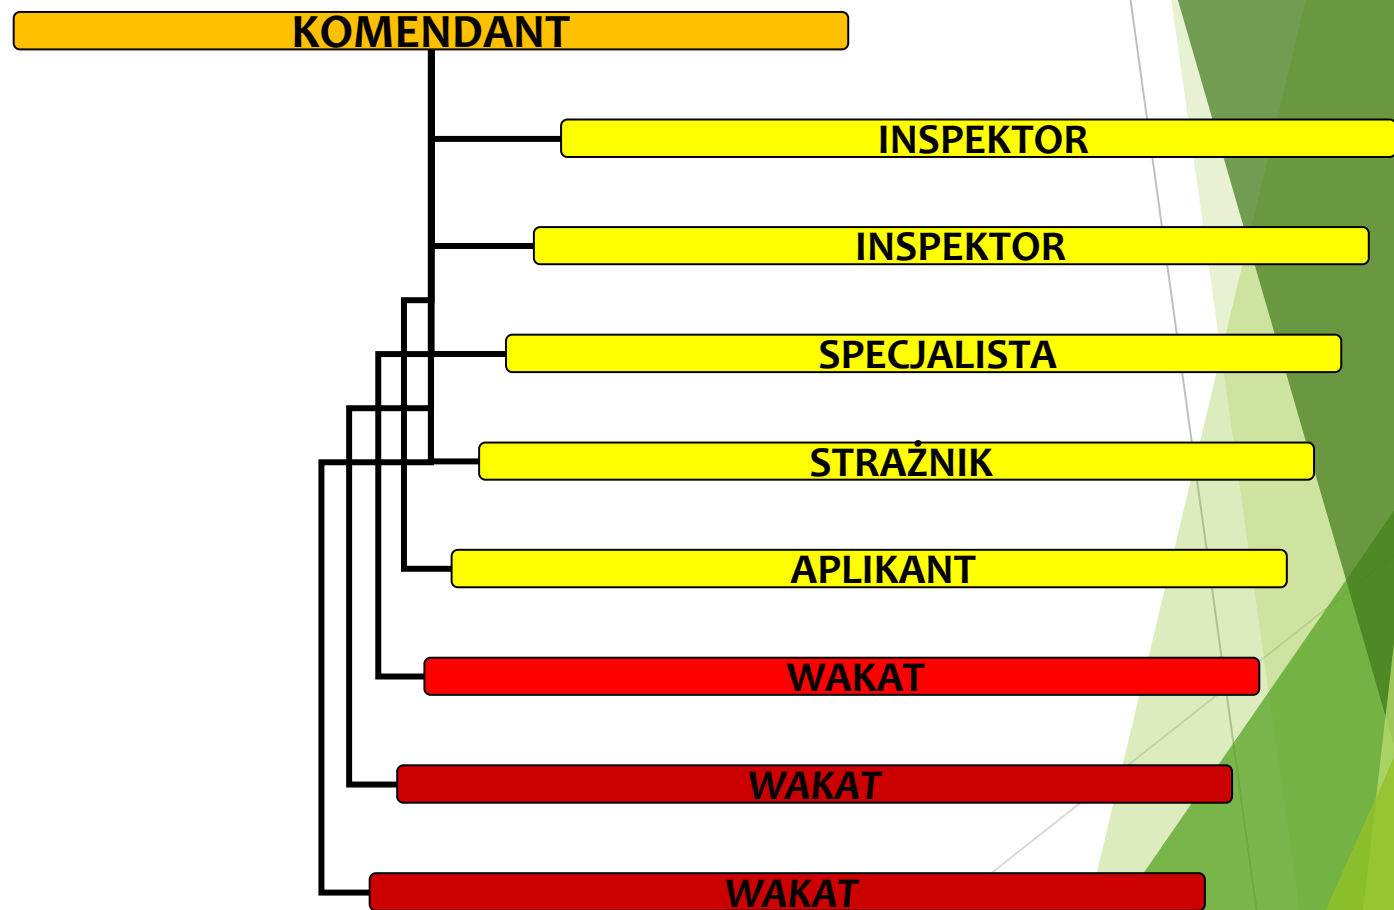 KOMENDANT
INSPEKTOR
INSPEKTOR
SPECJALISTA
STRAŻNIK
APLIKANT
WAKAT
WAKAT
WAKAT